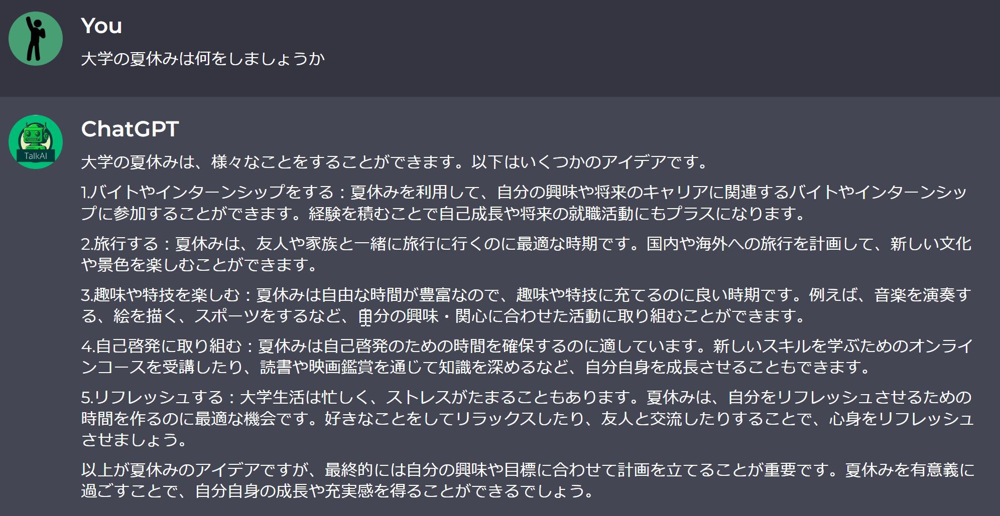 You
大学の夏休みは何をしましょうか
ChatGPT
TalkAI
大学の夏休みは、様々なことをすることができます。以下はいくつかのアイデアです。
1.バイトやインターンシップをする：夏休みを利用して、自分の興味や将来のキャリアに関連するバイトやインターンシッ
プに参加することができます。経験を積むことで自己成長や将来の就職活動にもプラスになります。
2.旅行する：夏休みは、友人や家族と一緒に旅行に行くのに最適な時期です。国内や海外への旅行を計画して、新しい文化
や景色を楽しむことができます。
3.趣味や特技を楽しむ：夏休みは自由な時間が豊富なので、趣味や特技に充てるのに良い時期です。例えば、音楽を演奏す
る、絵を描く、スポーツをするなど、自分の興味・関心に合わせた活動に取り組むことができます。
4.自己啓発に取り組む：夏休みは自己啓発のための時間を確保するのに適しています。新しいスキルを学ぶためのオンライ
ンコースを受講したり、読書や映画鑑賞を通じて知識を深めるなど、自分自身を成長させることもできます。
5.リフレッシュする：大学生活は忙しく、ストレスがたまることもあります。夏休みは、自分をリフレッシュさせるための
時間を作るのに最適な機会です。好きなことをしてリラックスしたり、友人と交流したりすることで、心身をリフレッシュ
させましょう。
以上が夏休みのアイデアですが、最終的には自分の興味や目標に合わせて計画を立てることが重要です。夏休みを有意義に
過ごすことで、自分自身の成長や充実感を得ることができるでしょう。